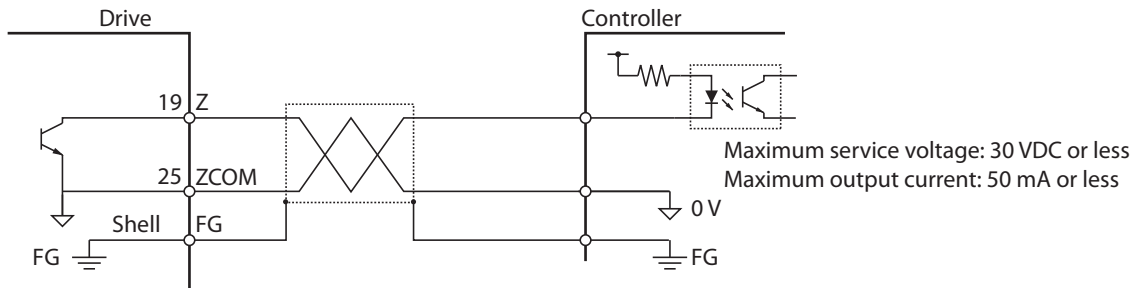 Drive
Controller
19 Z
25 ZCOM
Maximum service voltage: 30 VDC or less
Maximum output current: 50 mA or less
0 V
Shell FG
FG
FG